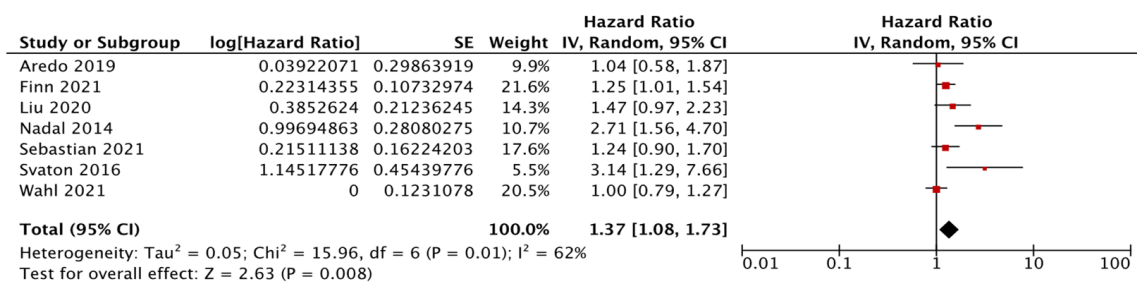 Hazard Ratio Hazard Ratio
Study or Subgroup log[Hazard Ratio] SE Weight IV, Random, 95% CI IV, Random, 95% CI
Aredo 2019 0.03922071 0.29863919 9.9% 1.04 [0.58, 1.87]
Finn 2021 0.22314355 0.10732974 21.6% 1.25 [1.01, 1.54]
Liu 2020 0.3852624 0.21236245 14.3% 1.47 [0.97, 2.23]
Nadal 2014 0.99694863 0.28080275 10.7% 2.71 [1.56, 4.70]
Sebastian 2021 0.21511138 0.16224203 17.6% 1.24 [0.90, 1.70]
Svaton 2016 1.14517776 0.45439776 5.5% 3.14 [1.29, 7.66]
Wahl 2021 0 0.1231078 20.5% 1.00 [0.79, 1.27]
Total (95% CI) 100.0% 1.37 [1.08, 1.73]
Heterogeneity: Tau² = 0.05; Chi² = 15.96, df = 6 (P = 0.01); I² = 62%
Test for overall effect: Z = 2.63 (P = 0.008)
0.01 0.1 1 10 100